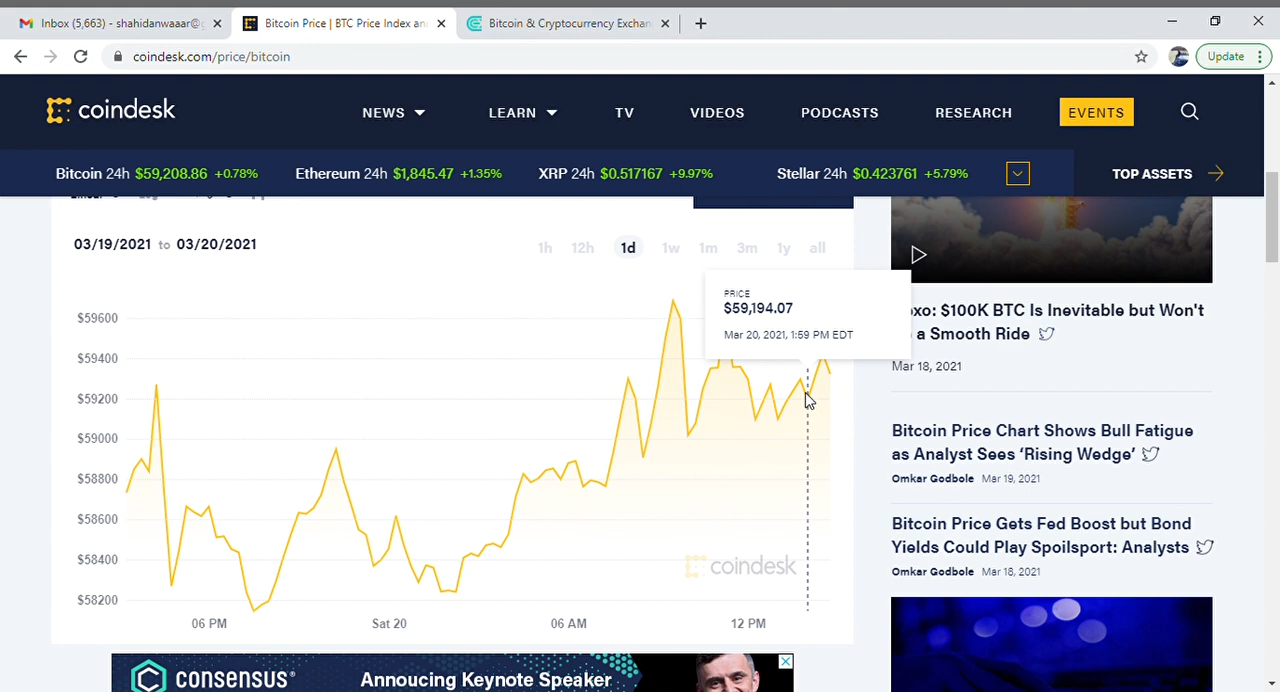 Inbox (5,663) - shahidanwaaar@g
Bitcoin Price | BTC Price Index an
Bitcoin & Cryptocurrency Exchan
coindesk.com/price/bitcoin
Update
coindesk
NEWS
LEARN
TV
VIDEOS
PODCASTS
RESEARCH
EVENTS
Bitcoin 24h $59,208.86 +0.78%
Ethereum 24h $1,845.47 +1.35%
XRP 24h $0.517167 +9.97%
Stellar 24h $0.423761 +5.79%
TOP ASSETS
03/19/2021 to 03/20/2021
1h 12h 1d 1w 1m 3m 1y all
PRICE
$59,194.07
Mar 20, 2021, 1:59 PM EDT
$59600
$59400
$59200
$59000
$58800
$58600
$58400
$58200
06 PM
Sat 20
06 AM
12 PM
coindesk
oxo: $100K BTC Is Inevitable but Won't
a Smooth Ride
Mar 18, 2021
Bitcoin Price Chart Shows Bull Fatigue
as Analyst Sees ‘Rising Wedge’
Omkar Godbole Mar 19, 2021
Bitcoin Price Gets Fed Boost but Bond
Yields Could Play Spoilsport: Analysts
Omkar Godbole Mar 18, 2021
CONSENSUS
Annoucing Keynote Speaker